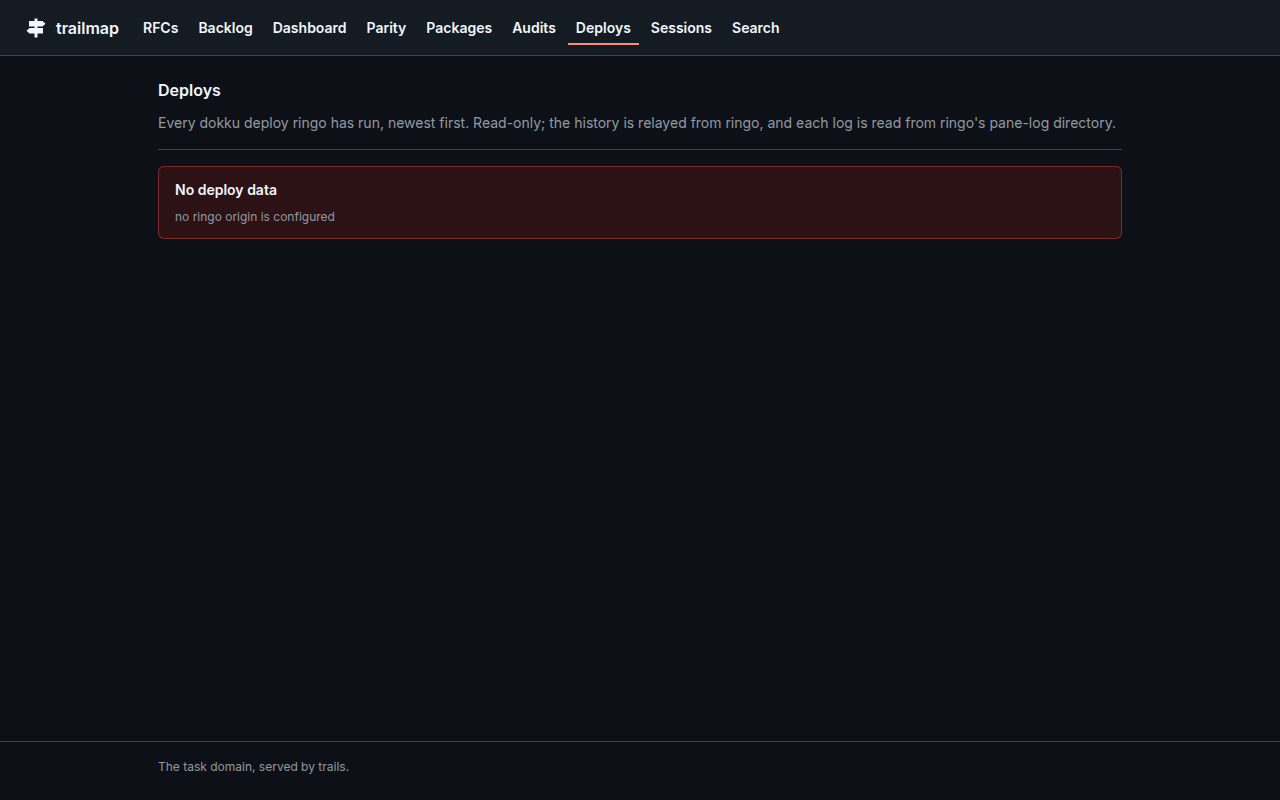 trailmap RFCs Backlog Dashboard Parity Packages Audits Deploys Sessions Search
Deploys
Every dokku deploy ringo has run, newest first. Read-only; the history is relayed from ringo, and each log is read from ringo's pane-log directory.
No deploy data
no ringo origin is configured
The task domain, served by trails.